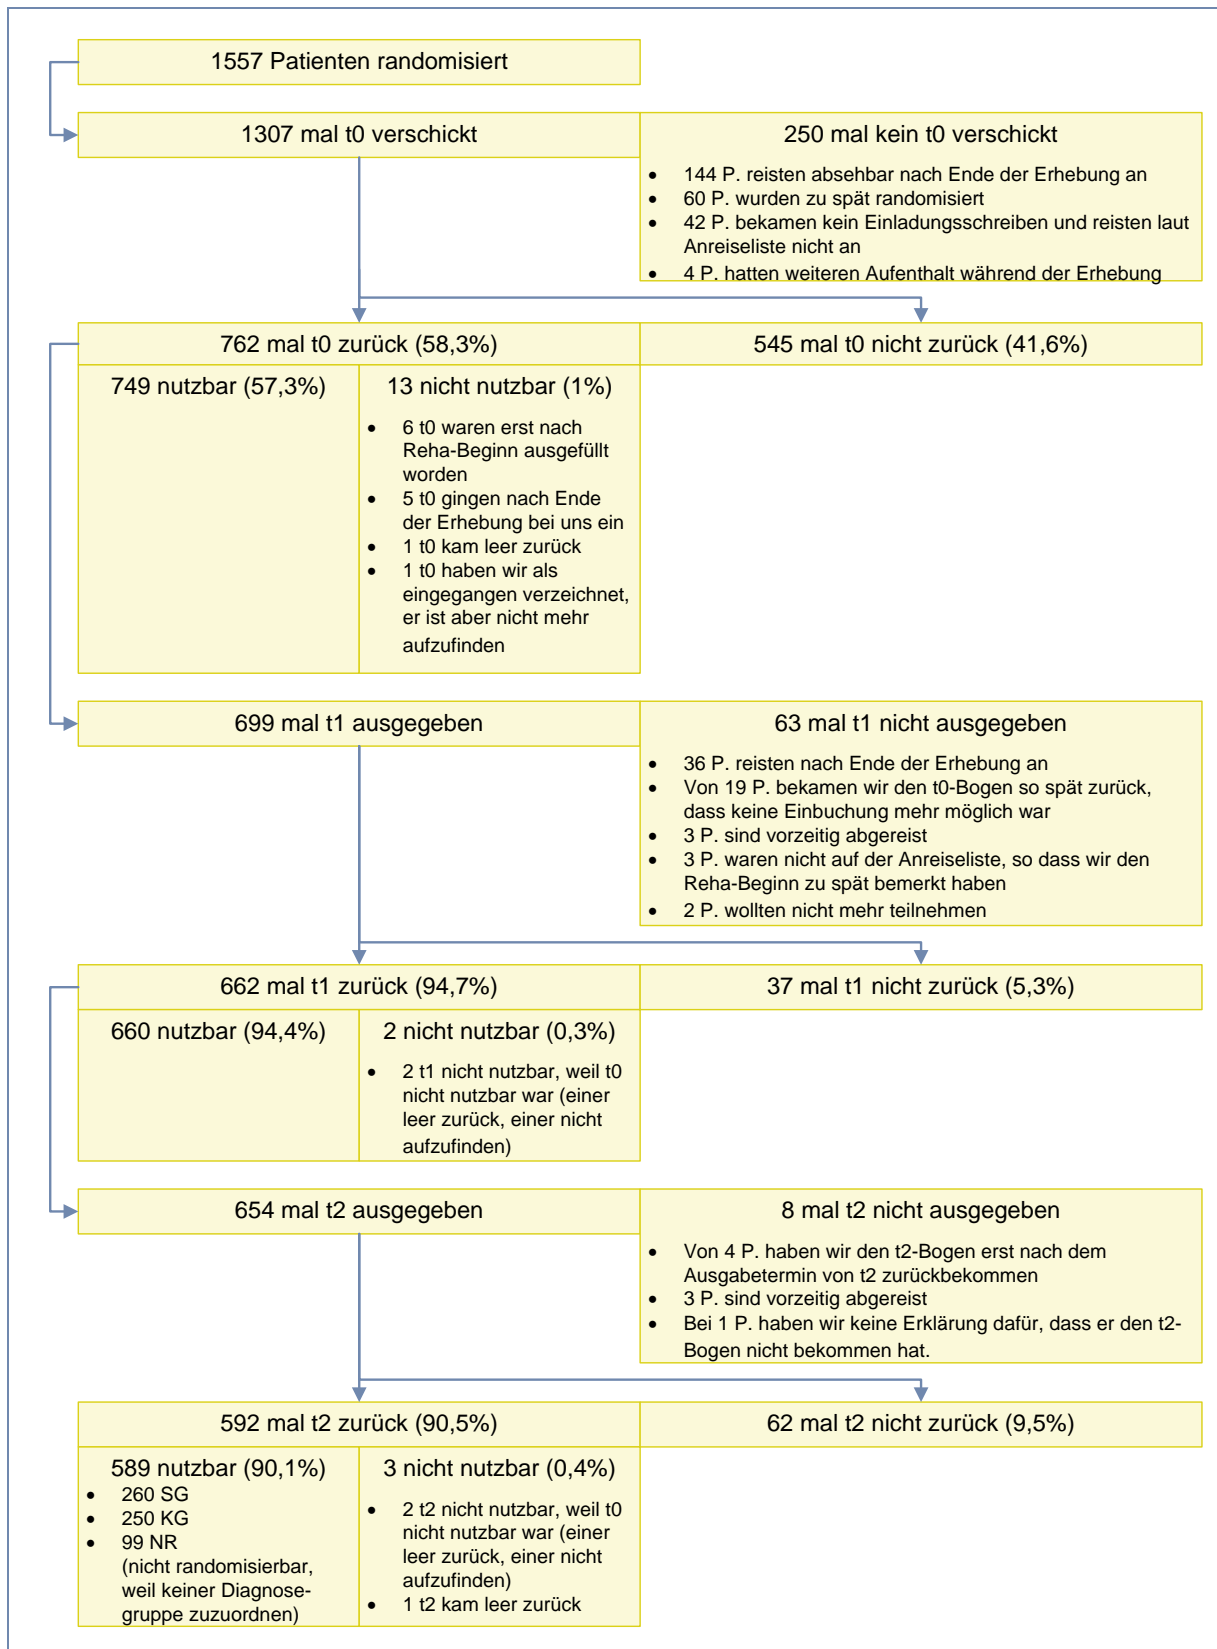 1557 Patienten randomisiert
1307 mal t0 verschickt
250 mal kein t0 verschickt
• 144 P. reisten absehbar nach Ende der Erhebung an
• 60 P. wurden zu spät randomisiert
• 42 P. bekamen kein Einladungsschreiben und reisten laut
Anreiseliste nicht an
• 4 P. hatten weiteren Aufenthalt während der Erhebung
762 mal t0 zurück (58,3%)
545 mal t0 nicht zurück (41,6%)
749 nutzbar (57,3%)
13 nicht nutzbar (1%)
• 6 t0 waren erst nach
Reha-Beginn ausgefüllt
worden
• 5 t0 gingen nach Ende
der Erhebung bei uns ein
• 1 t0 kam leer zurück
• 1 t0 haben wir als
eingegangen verzeichnet,
er ist aber nicht mehr
aufzufinden
699 mal t1 ausgegeben
63 mal t1 nicht ausgegeben
• 36 P. reisten nach Ende der Erhebung an
• Von 19 P. bekamen wir den t0-Bogen so spät zurück,
dass keine Einbuchung mehr möglich war
• 3 P. sind vorzeitig abgereist
• 3 P. waren nicht auf der Anreiseliste, so dass wir den
Reha-Beginn zu spät bemerkt haben
• 2 P. wollten nicht mehr teilnehmen
662 mal t1 zurück (94,7%)
37 mal t1 nicht zurück (5,3%)
660 nutzbar (94,4%)
2 nicht nutzbar (0,3%)
• 2 t1 nicht nutzbar, weil t0
nicht nutzbar war (einer
leer zurück, einer nicht
aufzufinden)
654 mal t2 ausgegeben
8 mal t2 nicht ausgegeben
• Von 4 P. haben wir den t2-Bogen erst nach dem
Ausgabetermin von t2 zurückbekommen
• 3 P. sind vorzeitig abgereist
• Bei 1 P. haben wir keine Erklärung dafür, dass er den t2-
Bogen nicht bekommen hat.
592 mal t2 zurück (90,5%)
62 mal t2 nicht zurück (9,5%)
589 nutzbar (90,1%)
• 260 SG
• 250 KG
• 99 NR
(nicht randomisierbar,
weil keiner Diagnose-
gruppe zuzuordnen)
3 nicht nutzbar (0,4%)
• 2 t2 nicht nutzbar, weil t0
nicht nutzbar war (einer
leer zurück, einer nicht
aufzufinden)
• 1 t2 kam leer zurück